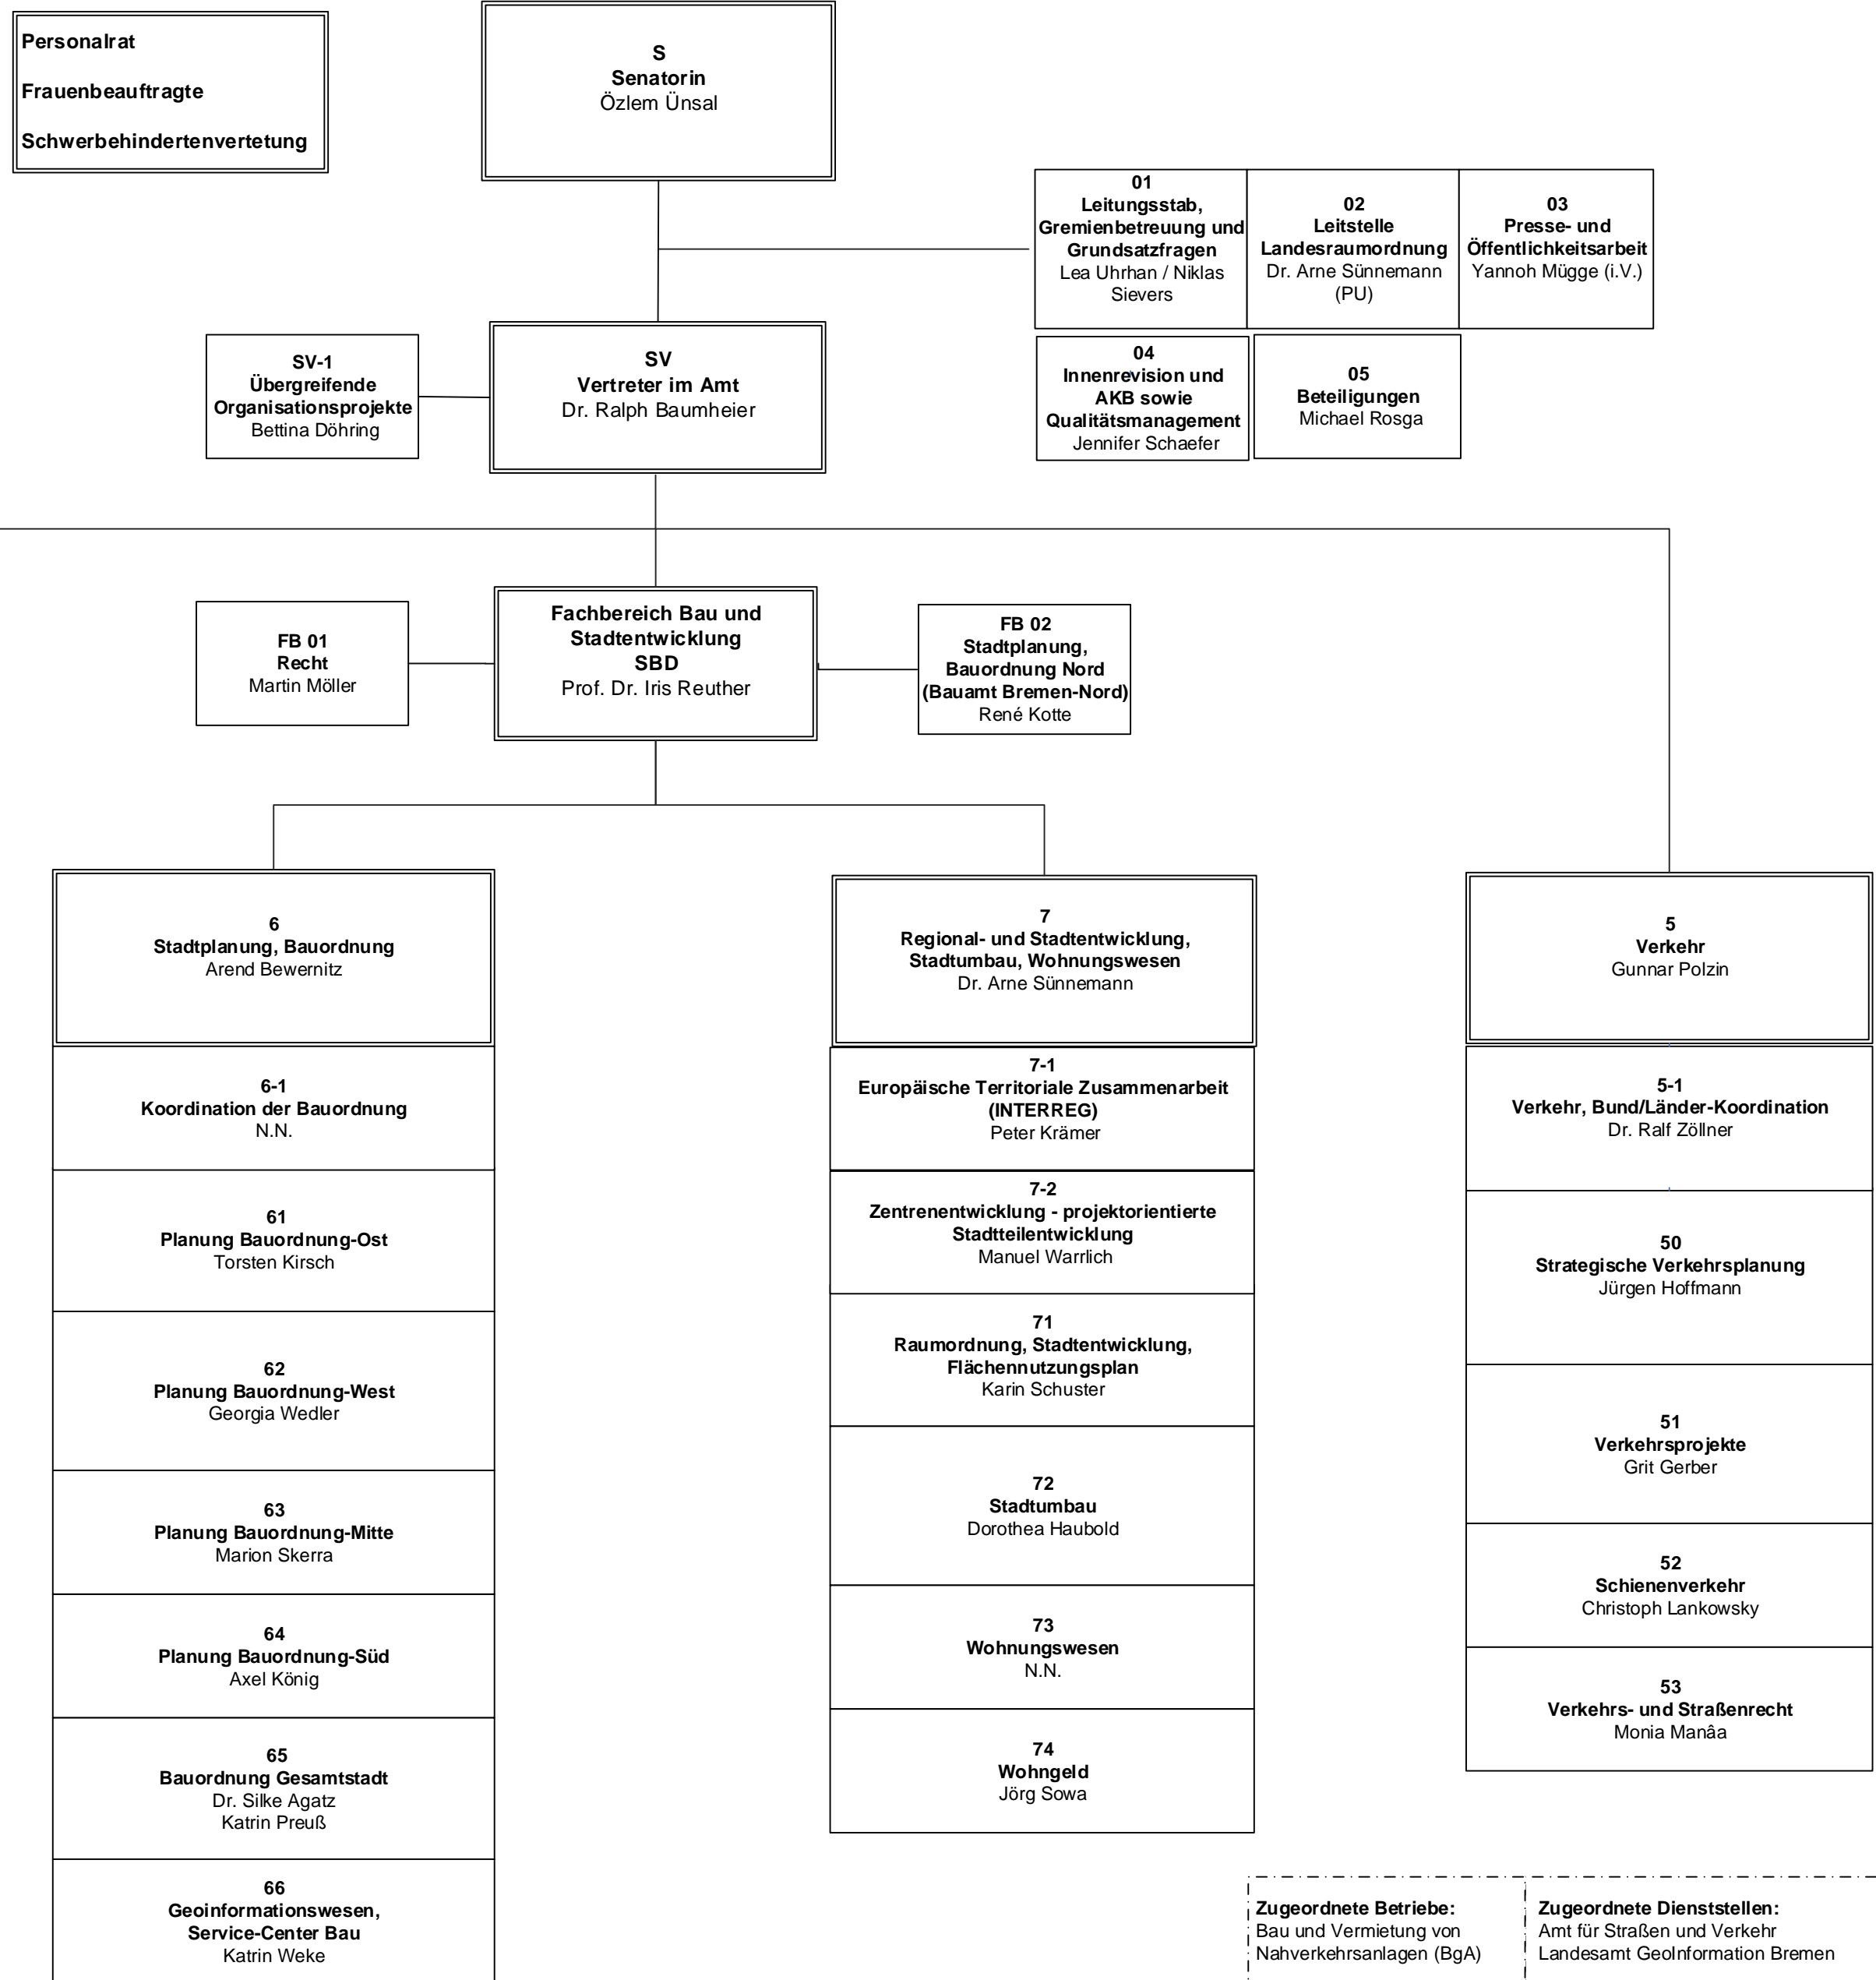 Personalrat
Frauenbeauftragte
Schwerbehindertenvertetung
S
Senatorin
Özlem Ünsal
01
Leitungsstab,
Gremienbetreuung und
Grundsatzfragen
Lea Uhrhan / Niklas
Sievers
02
Leitstelle
Landesraumordnung
Dr. Arne Sünnemann
(PU)
03
Presse- und
Öffentlichkeitsarbeit
Yannoh Mügge (i.V.)
SV-1
Übergreifende
Organisationsprojekte
Bettina Döhring
SV
Vertreter im Amt
Dr. Ralph Baumheier
04
Innenrevision und
AKB sowie
Qualitätsmanagement
Jennifer Schaefer
05
Beteiligungen
Michael Rosga
FB 01
Recht
Martin Möller
Fachbereich Bau und
Stadtentwicklung
SBD
Prof. Dr. Iris Reuther
FB 02
Stadtplanung,
Bauordnung Nord
(Bauamt Bremen-Nord)
René Kotte
6
Stadtplanung, Bauordnung
Arend Bewernitz
6-1
Koordination der Bauordnung
N.N.
61
Planung Bauordnung-Ost
Torsten Kirsch
62
Planung Bauordnung-West
Georgia Wedler
63
Planung Bauordnung-Mitte
Marion Skerra
64
Planung Bauordnung-Süd
Axel König
65
Bauordnung Gesamtstadt
Dr. Silke Agatz
Katrin Preuß
66
Geoinformationswesen,
Service-Center Bau
Katrin Weke
7
Regional- und Stadtentwicklung,
Stadtumbau, Wohnungswesen
Dr. Arne Sünnemann
7-1
Europäische Territoriale Zusammenarbeit
(INTERREG)
Peter Krämer
7-2
Zentrenentwicklung - projektorientierte
Stadtteilentwicklung
Manuel Warrlich
71
Raumordnung, Stadtentwicklung,
Flächennutzungsplan
Karin Schuster
72
Stadtumbau
Dorothea Haubold
73
Wohnungswesen
N.N.
74
Wohngeld
Jörg Sowa
5
Verkehr
Gunnar Polzin
5-1
Verkehr, Bund/Länder-Koordination
Dr. Ralf Zöllner
50
Strategische Verkehrsplanung
Jürgen Hoffmann
51
Verkehrsprojekte
Grit Gerber
52
Schienenverkehr
Christoph Lankowsky
53
Verkehrs- und Straßenrecht
Monia Manâa
Zugeordnete Betriebe:
Bau und Vermietung von
Nahverkehrsanlagen (BgA)
Zugeordnete Dienststellen:
Amt für Straßen und Verkehr
Landesamt GeoInformation Bremen